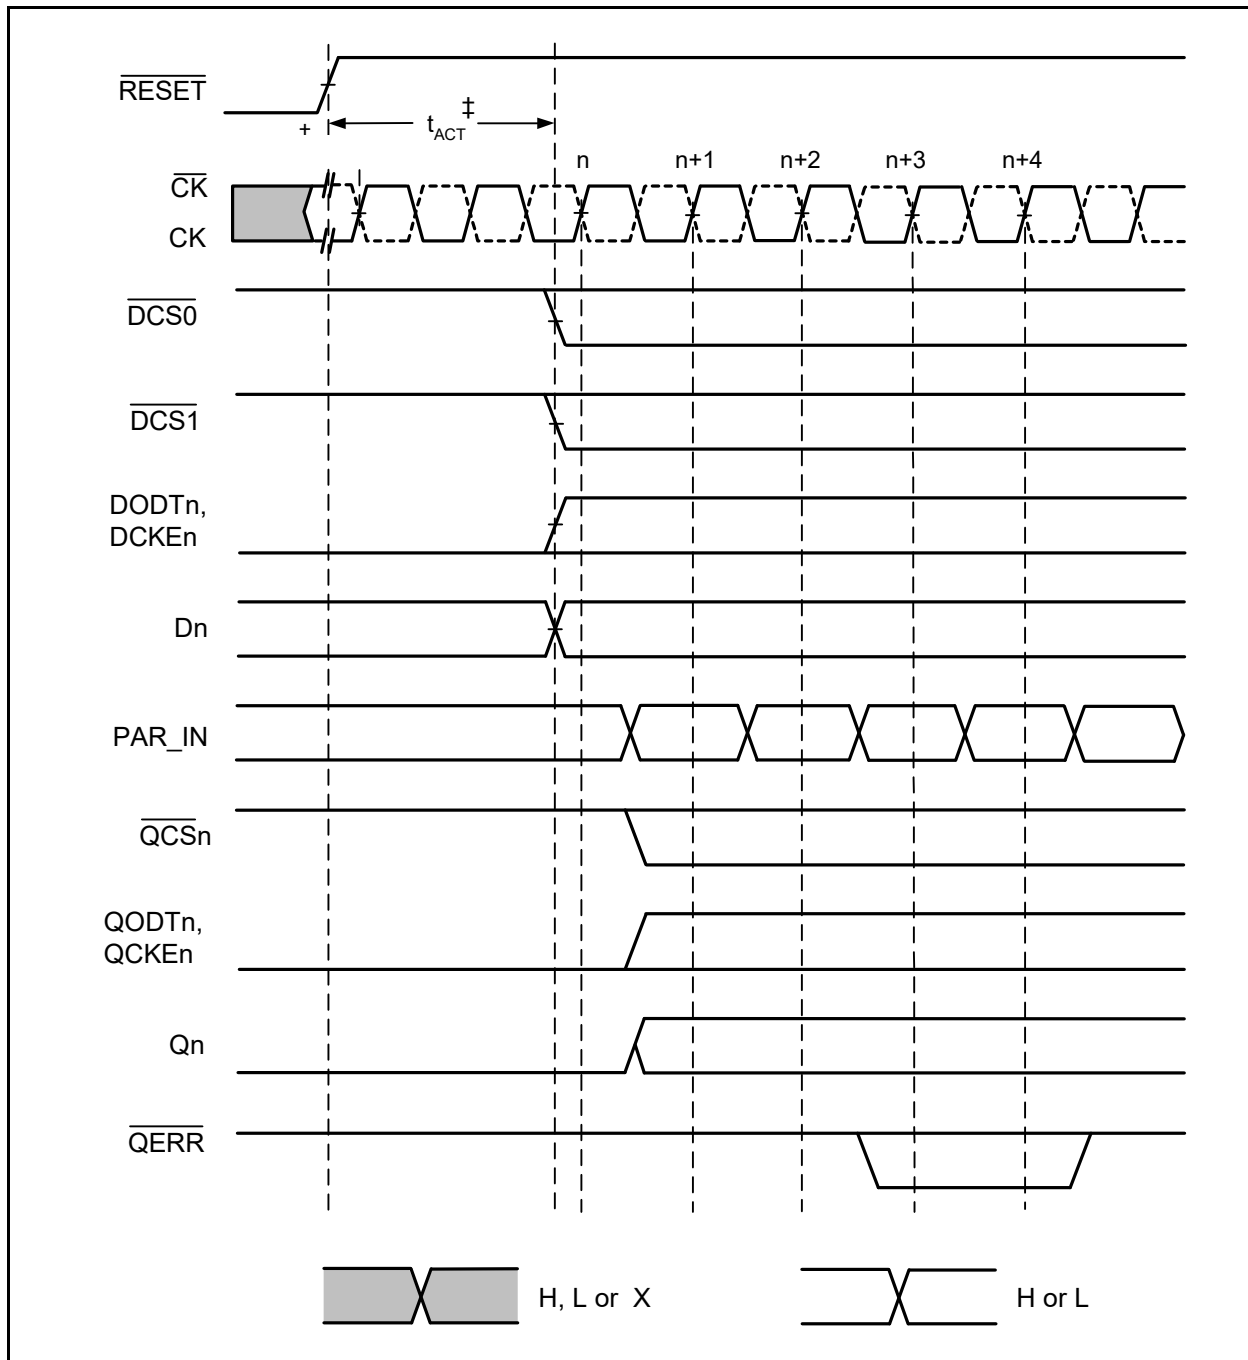 RESET
+
tACT ‡
n n+1 n+2 n+3 n+4
CK
CK
DCS0
DCS1
DODTn,
DCKEn
Dn
PAR_IN
QCSn
QODTn,
QCKEn
Qn
QERR
H, L or X
H or L